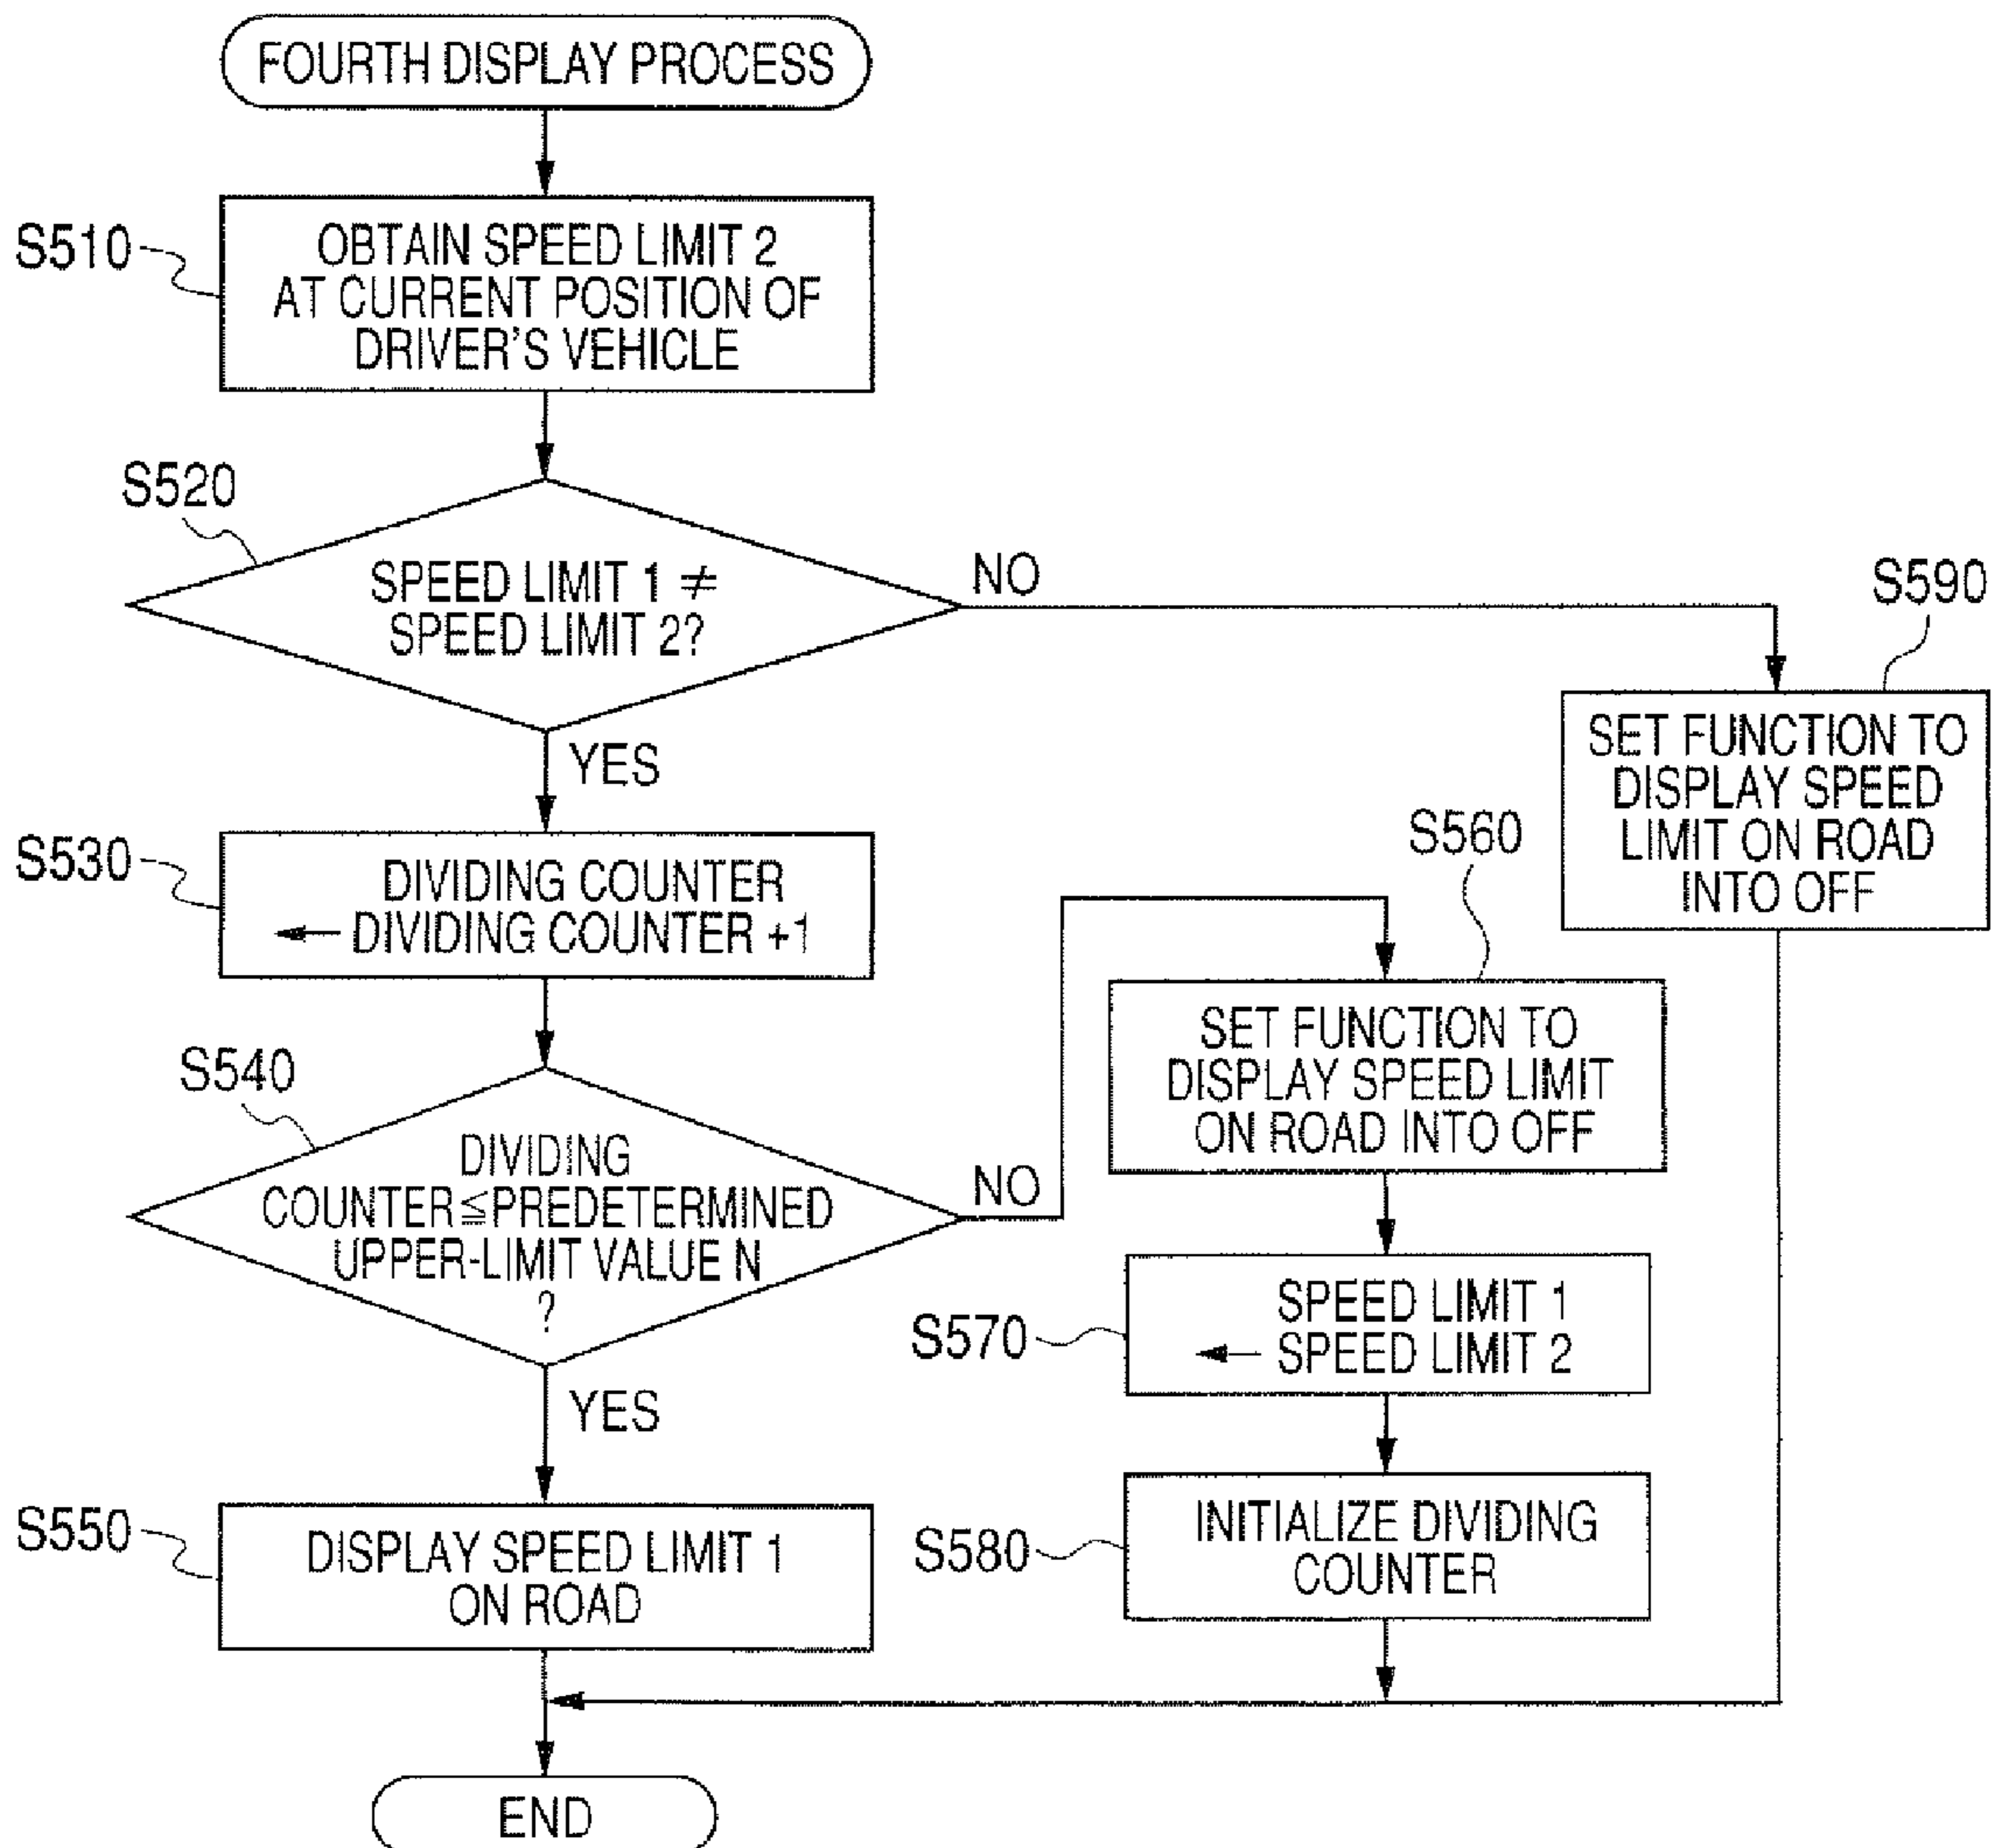 FOURTH DISPLAY PROCESS
S510
OBTAIN SPEED LIMIT 2
AT CURRENT POSITION OF
DRIVER'S VEHICLE
S520
SPEED LIMIT 1 ≠
SPEED LIMIT 2?
NO
YES
S590
SET FUNCTION TO
DISPLAY SPEED
LIMIT ON ROAD
INTO OFF
S530
DIVIDING COUNTER
← DIVIDING COUNTER +1
S540
DIVIDING
COUNTER≦PREDETERMINED
UPPER-LIMIT VALUE N
?
NO
YES
S560
SET FUNCTION TO
DISPLAY SPEED LIMIT
ON ROAD INTO OFF
S570
SPEED LIMIT 1
← SPEED LIMIT 2
S580
INITIALIZE DIVIDING
COUNTER
S550
DISPLAY SPEED LIMIT 1
ON ROAD
END